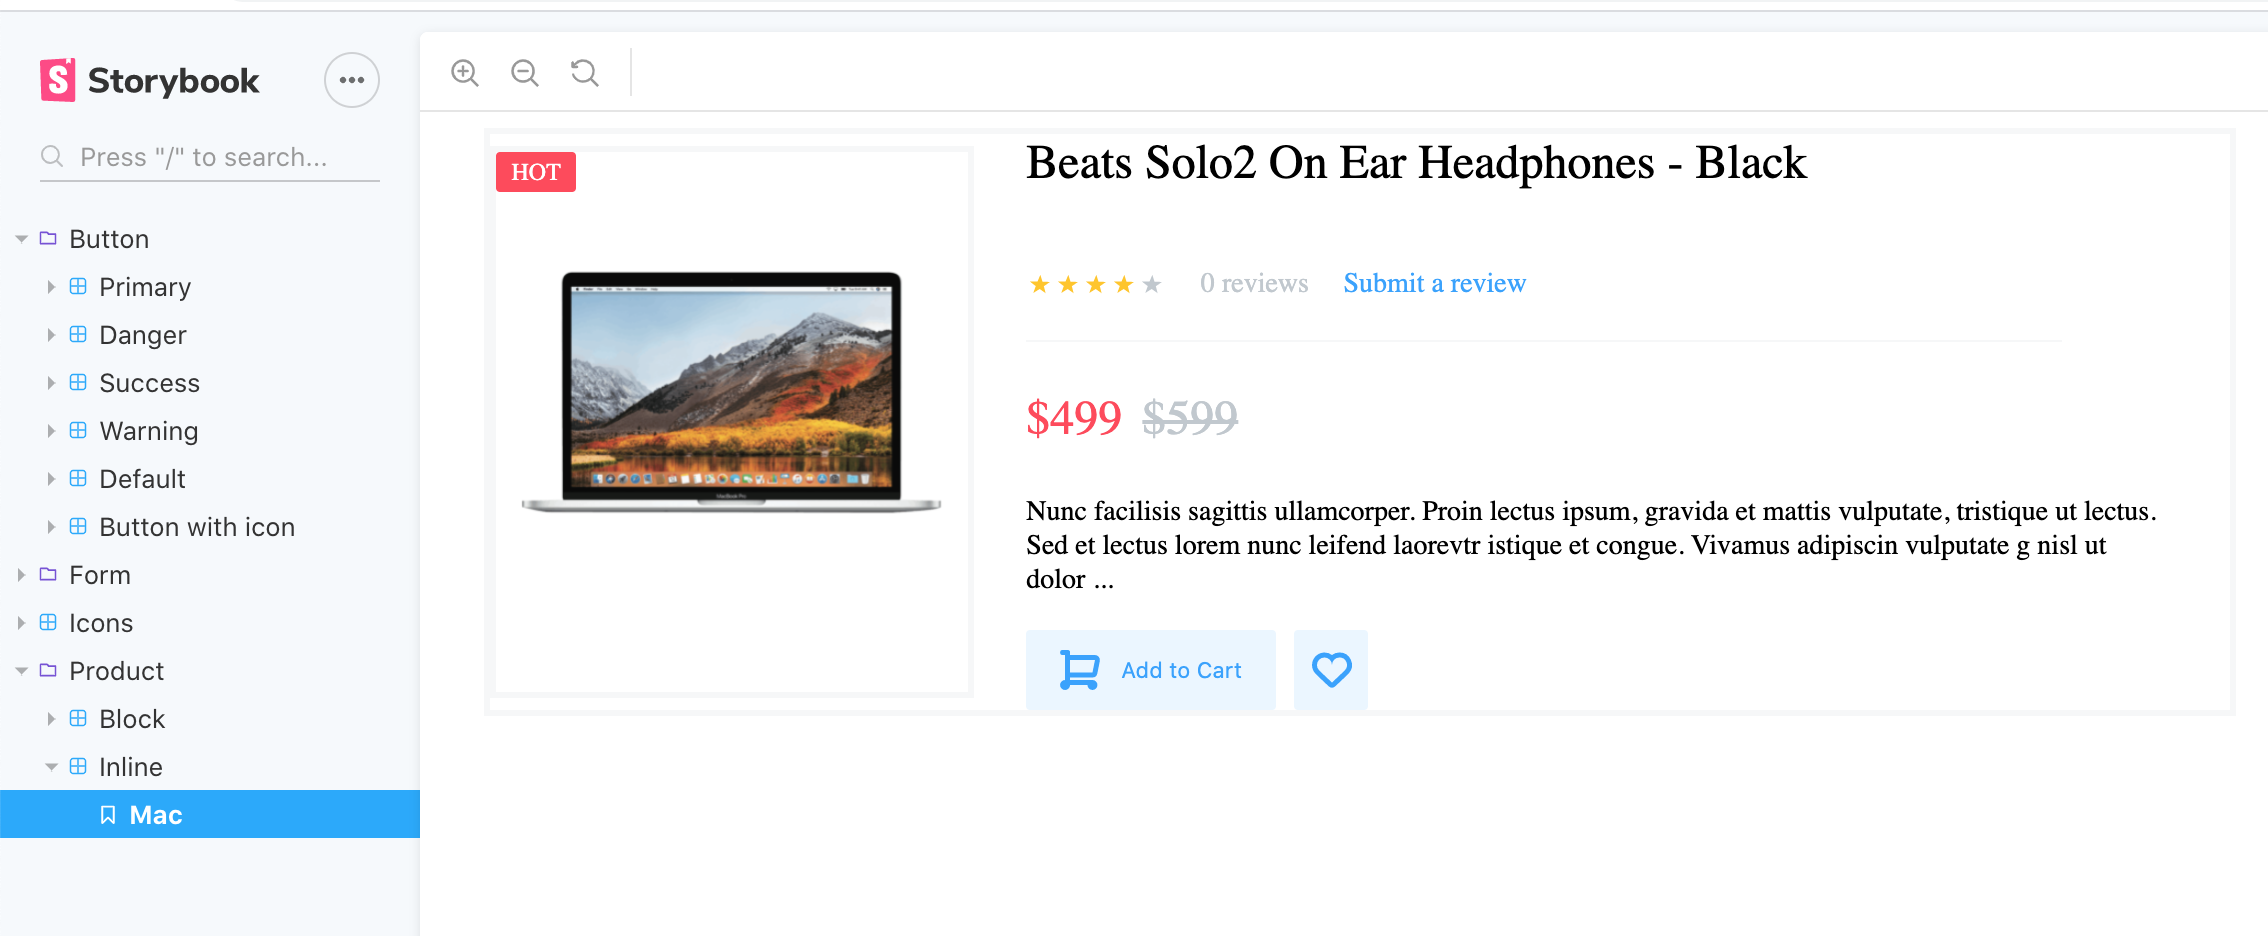 Storybook
Press "/" to search...
Button
Primary
Danger
Success
Warning
Default
Button with icon
Form
Icons
Product
Block
Inline
Mac
HOT
MacBook Pro
Beats Solo2 On Ear Headphones - Black
0 reviews Submit a review
$499 $599
Nunc facilisis sagittis ullamcorper. Proin lectus ipsum, gravida et mattis vulputate, tristique ut lectus.
Sed et lectus lorem nunc leifend laorevtr istique et congue. Vivamus adipiscin vulputate g nisl ut
dolor ...
Add to Cart